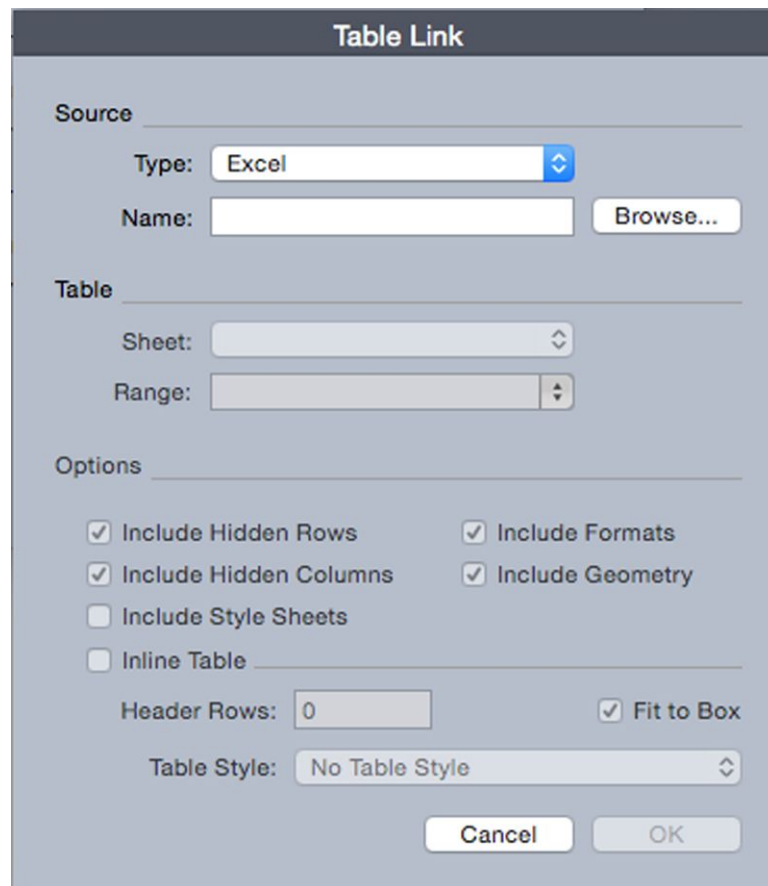 Table Link
Source
Type: Excel
Name: Browse...
Table
Sheet:
Range:
Options
Include Hidden Rows Include Formats
Include Hidden Columns Include Geometry
Include Style Sheets
Inline Table
Header Rows: 0 Fit to Box
Table Style: No Table Style
Cancel OK